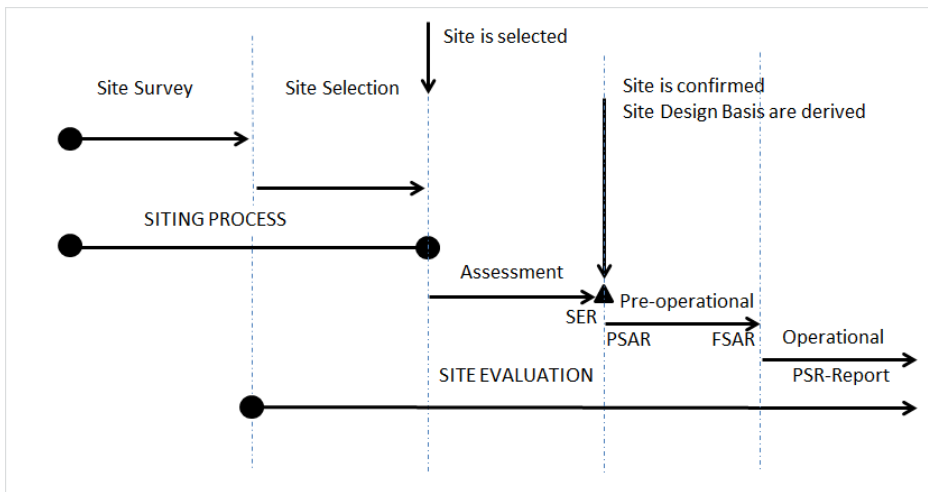 Site is selected
Site Survey
Site Selection
Site is confirmed
Site Design Basis are derived
SITING PROCESS
Assessment
SER
Pre-operational
PSAR
FSAR
Operational
SITE EVALUATION
PSR-Report